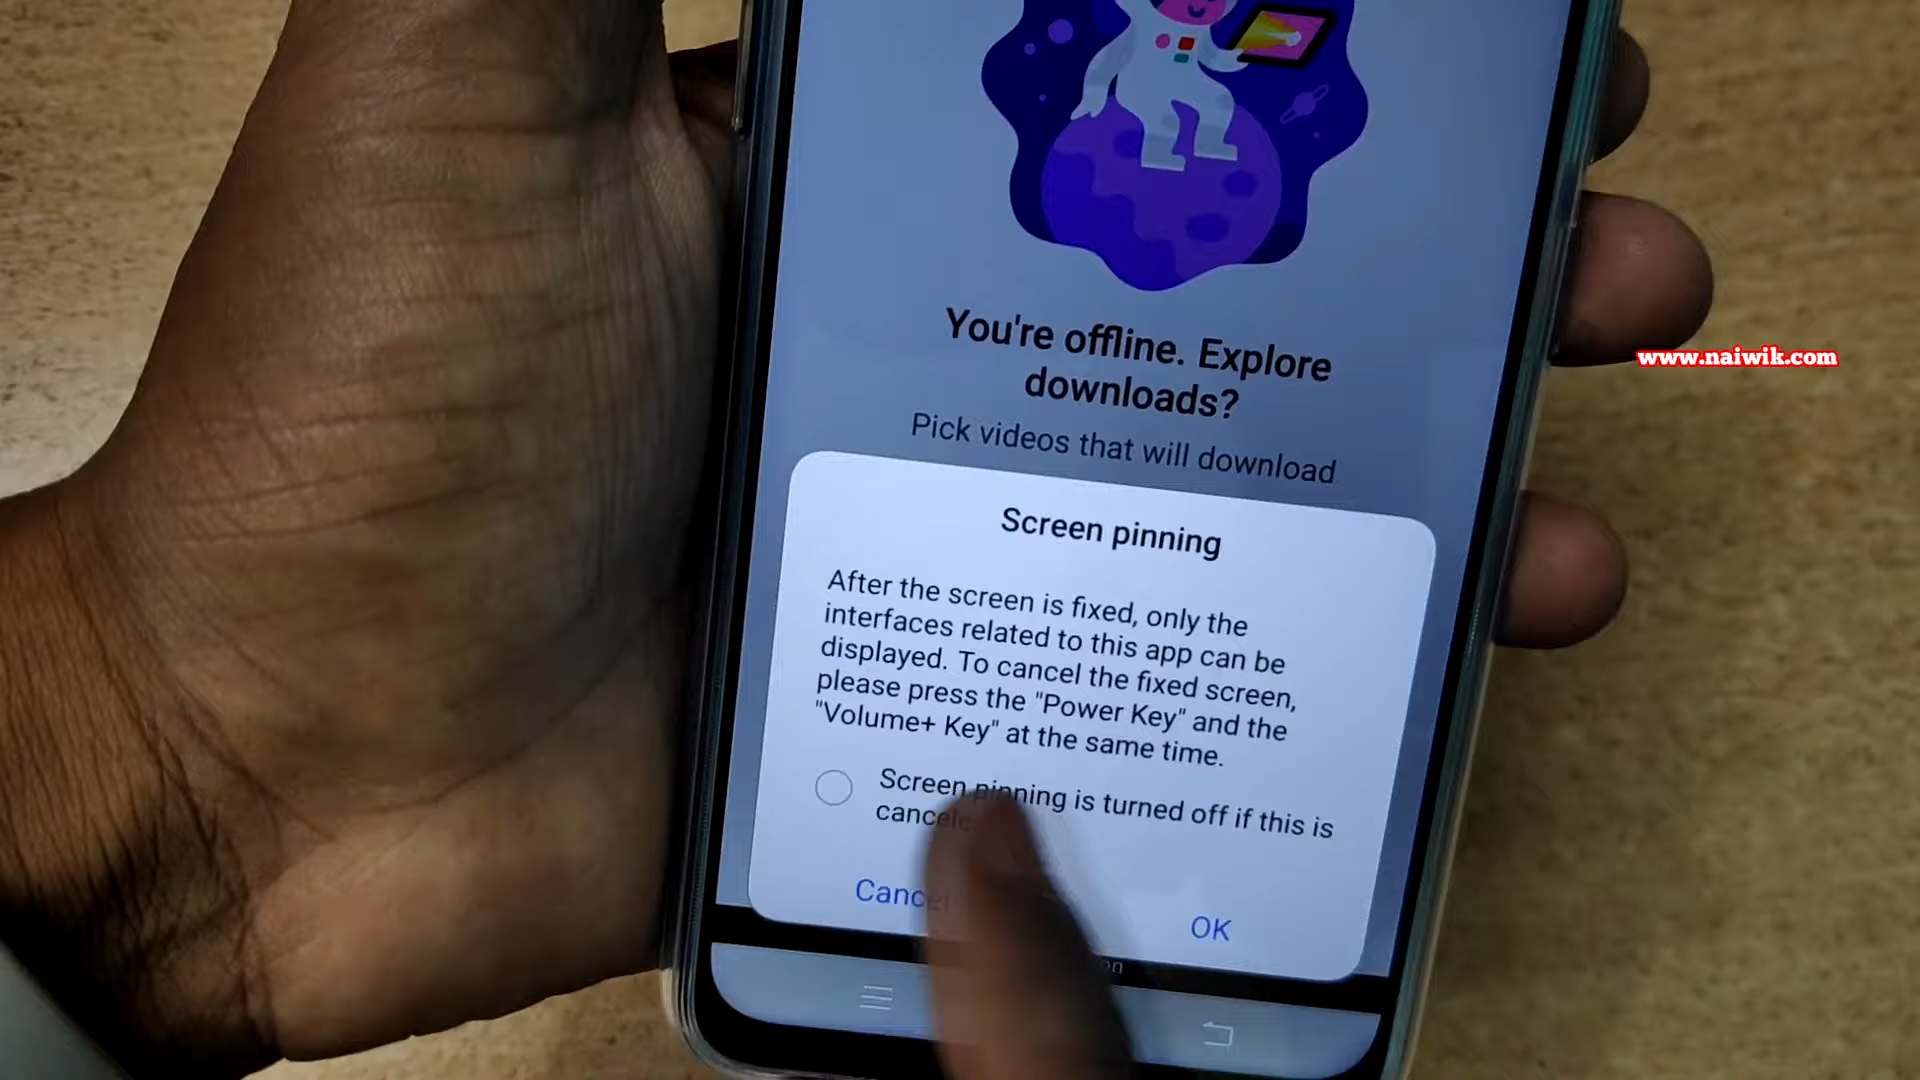 You're offline. Explore
downloads?
Pick videos that will download
www.naiwik.com
Screen pinning
After the screen is fixed, only the
interfaces related to this app can be
displayed. To cancel the fixed screen,
please press the "Power Key" and the
"Volume+ Key" at the same time.
Screen pinning is turned off if this is
Cancel
OK